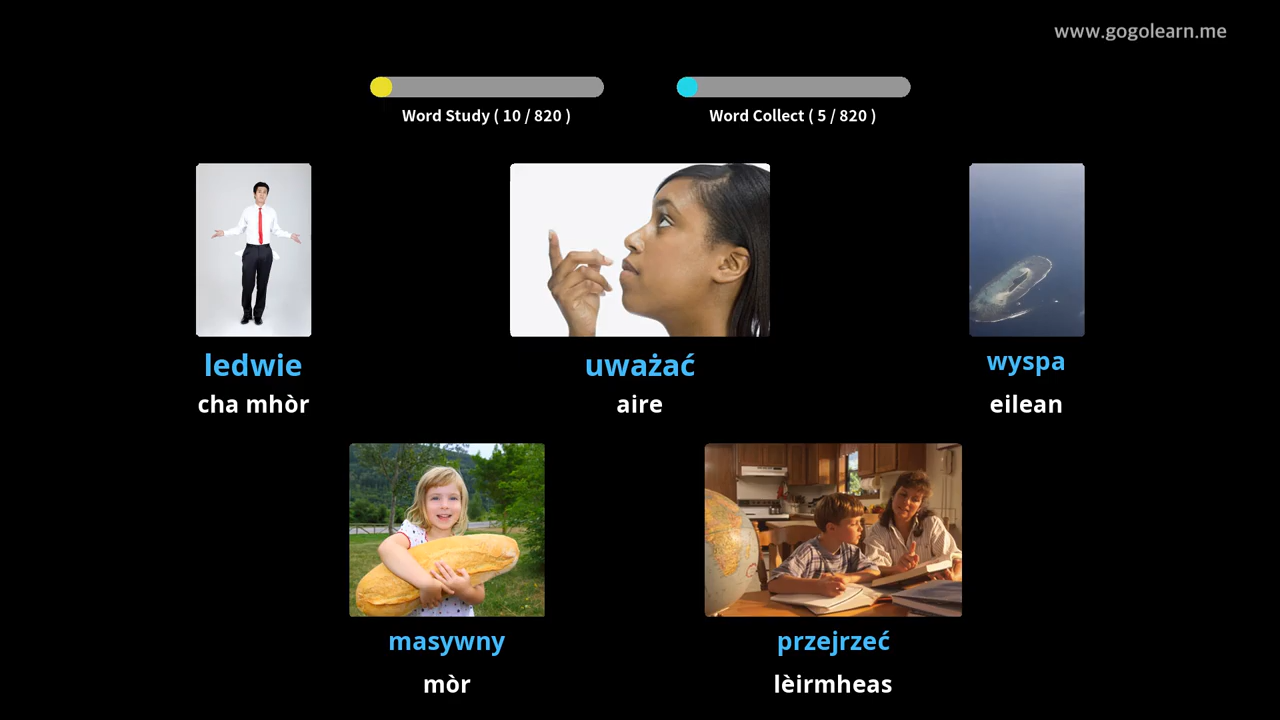 www.gogolearn.me
Word Study ( 10 / 820 )
Word Collect ( 5 / 820 )
ledwie
cha mhòr
uważać
aire
wyspa
eilean
masywny
mòr
przejrzeć
lèirmheas